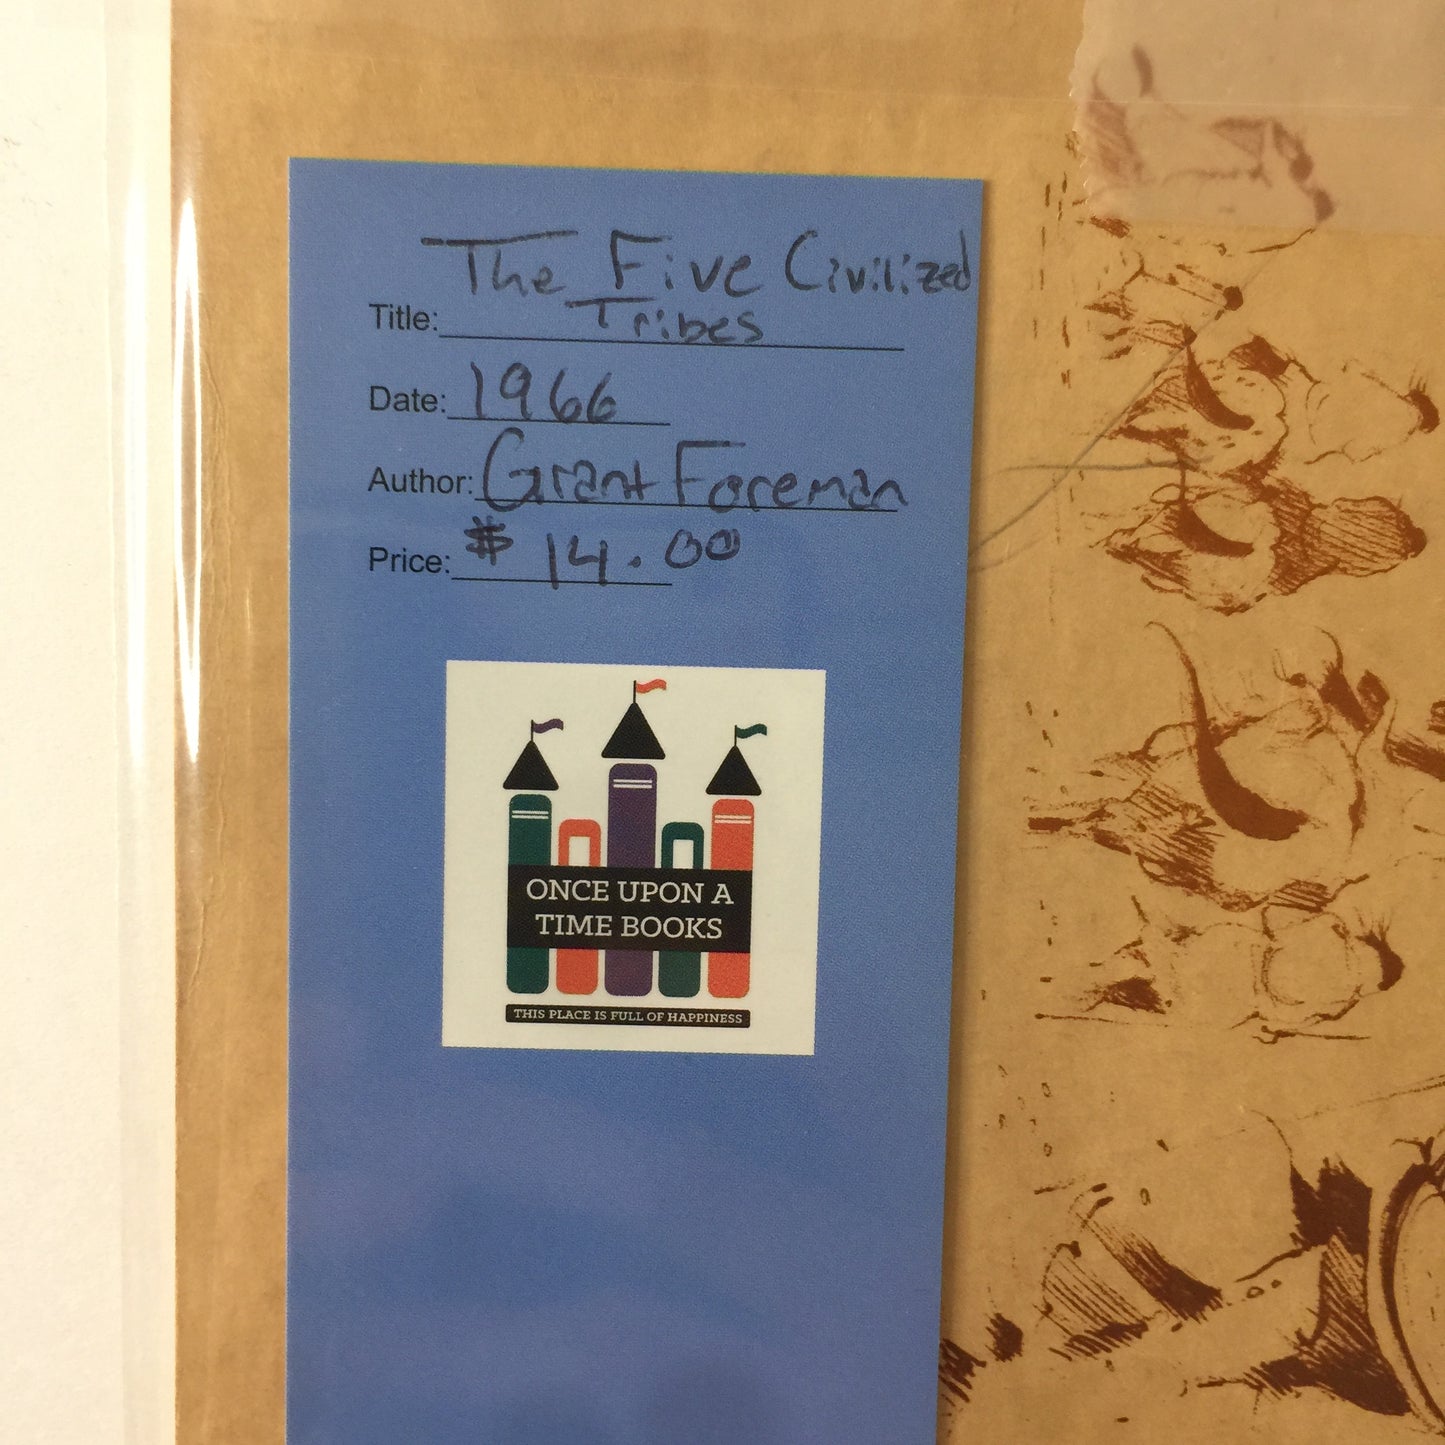 The Five Civilized
Title: Tribes
Date: 1966
Author: Grant Foreman
Price: $14.00
ONCE UPON A
TIME BOOKS
THIS PLACE IS FULL OF HAPPINESS